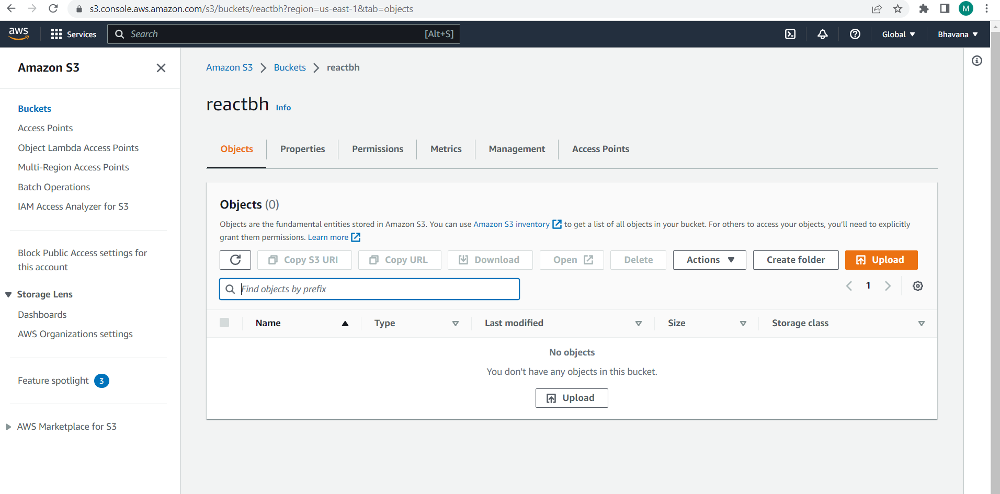 s3.console.aws.amazon.com/s3/buckets/reactbh?region=us-east-1&tab=objects
M
aws
Services
Search
[Alt+S]
Global
Bhavana
Amazon S3
Buckets
Access Points
Object Lambda Access Points
Multi-Region Access Points
Batch Operations
IAM Access Analyzer for S3
Block Public Access settings for
this account
Storage Lens
Dashboards
AWS Organizations settings
Feature spotlight 3
AWS Marketplace for S3
Amazon S3 > Buckets > reactbh
reactbh Info
Objects Properties Permissions Metrics Management Access Points
Objects (0)
Objects are the fundamental entities stored in Amazon S3. You can use Amazon S3 inventory to get a list of all objects in your bucket. For others to access your objects, you'll need to explicitly
grant them permissions. Learn more
Copy S3 URI Copy URL Download Open Delete Actions Create folder Upload
Find objects by prefix
1
Name Type Last modified Size Storage class
No objects
You don't have any objects in this bucket.
Upload